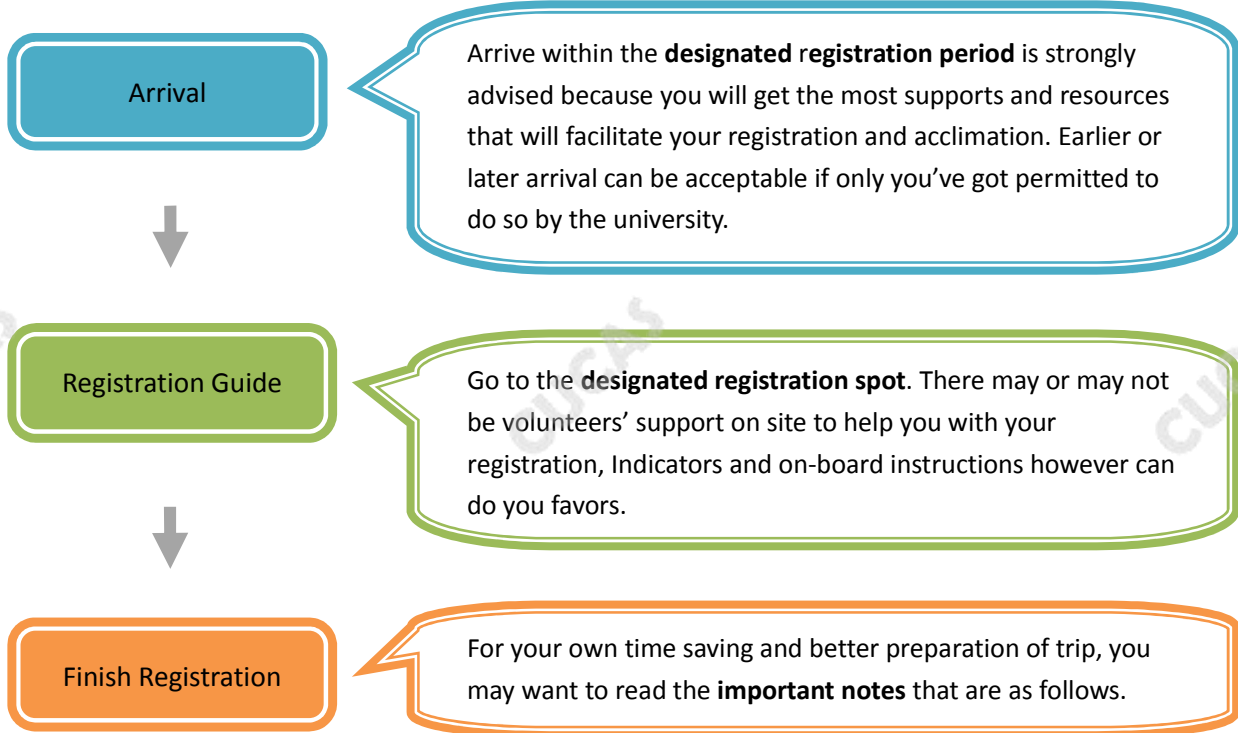 Arrival
Arrive within the designated registration period is strongly
advised because you will get the most supports and resources
that will facilitate your registration and acclimation. Earlier or
later arrival can be acceptable if only you’ve got permitted to
do so by the university.
Registration Guide
Go to the designated registration spot. There may or may not
be volunteers’ support on site to help you with your
registration, Indicators and on-board instructions however can
do you favors.
CUCAS
Finish Registration
For your own time saving and better preparation of trip, you
may want to read the important notes that are as follows.